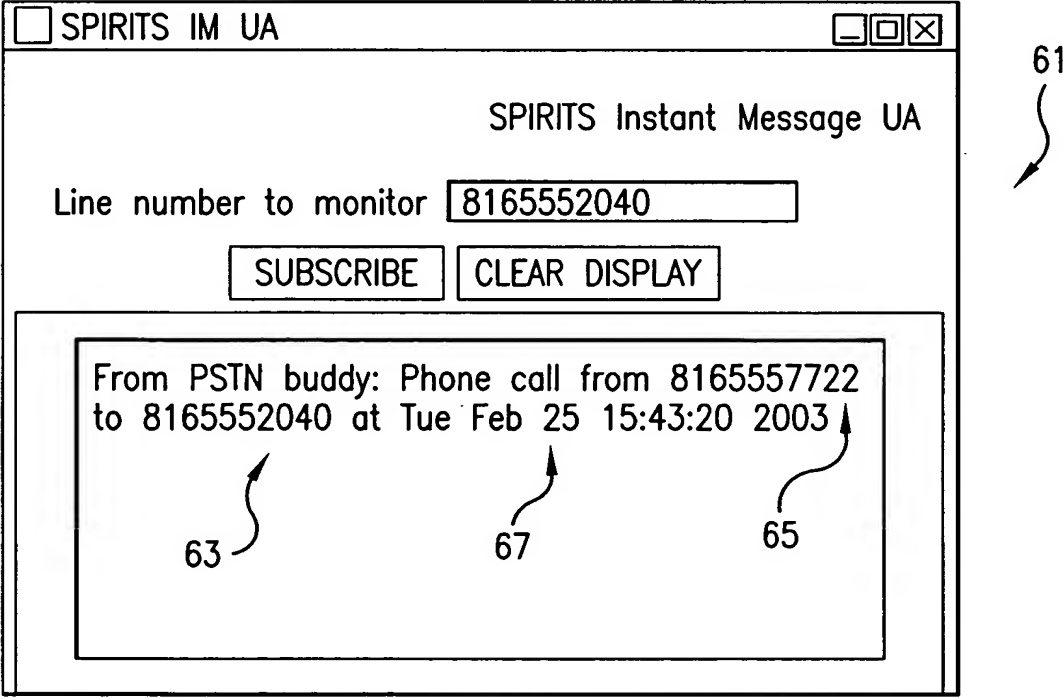 SPIRITS IM UA
61
SPIRITS Instant Message UA
Line number to monitor 8165552040
SUBSCRIBE CLEAR DISPLAY
From PSTN buddy: Phone call from 8165557722
to 8165552040 at Tue Feb 25 15:43:20 2003
63 67 65